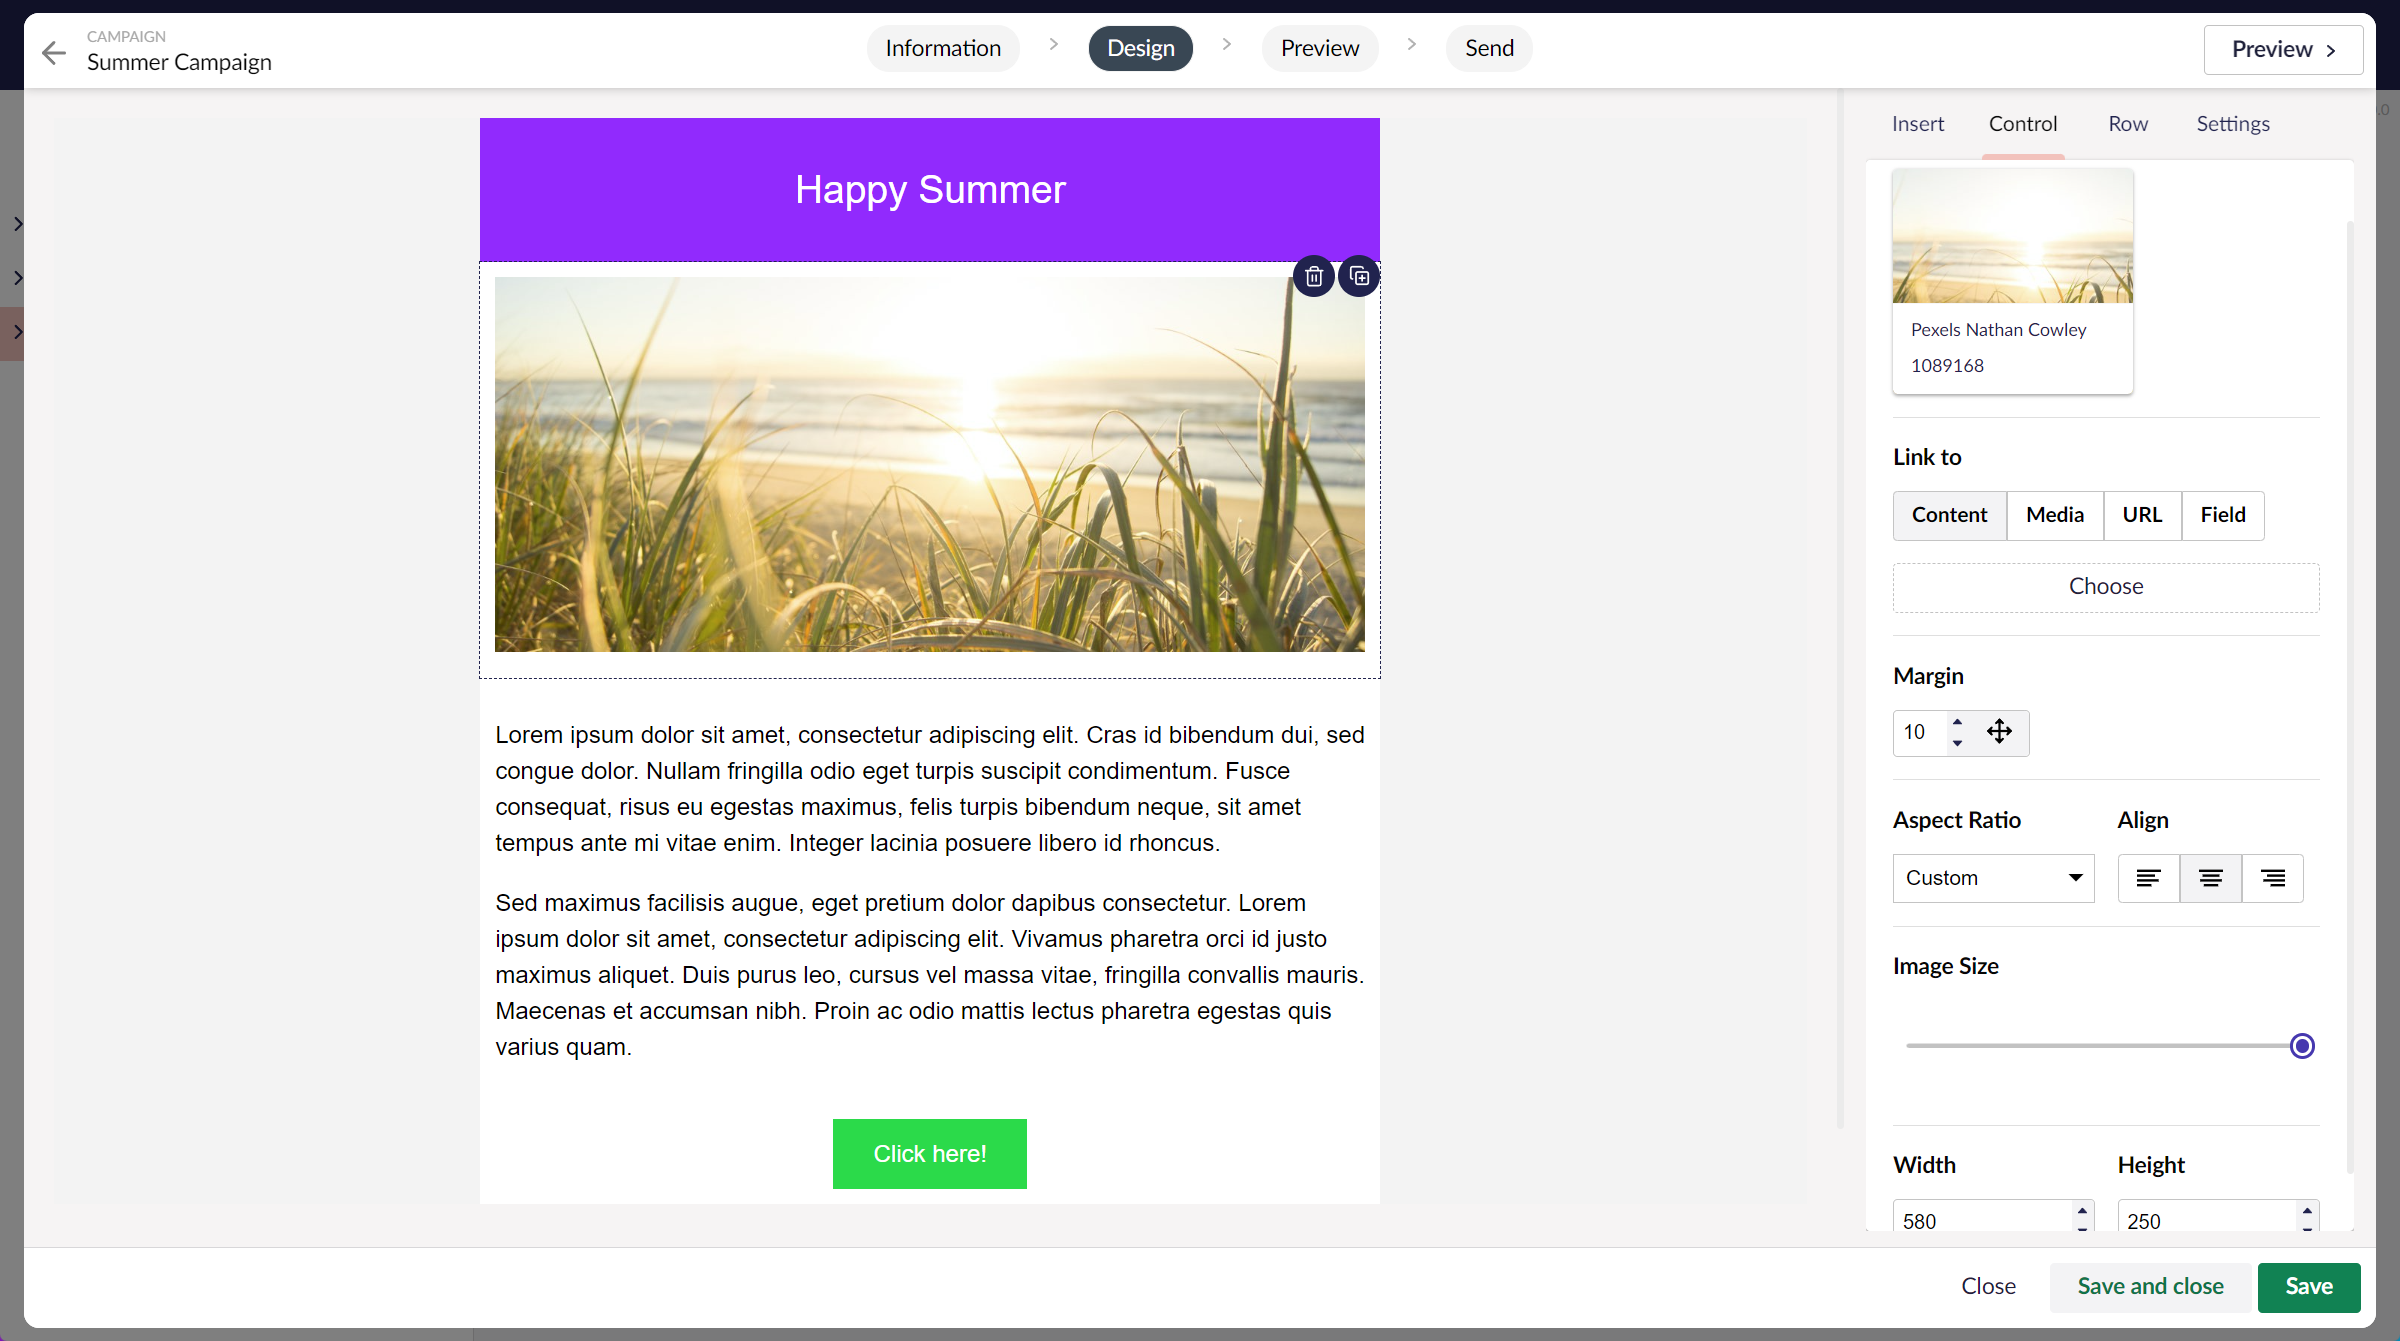 CAMPAIGN
Summer Campaign
Information
Design
Preview
Send
Preview
.0
Insert
Control
Row
Settings
Happy Summer
Pexels Nathan Cowley
1089168
Link to
Content
Media
URL
Field
Choose
Margin
10
Aspect Ratio
Align
Custom
Image Size
Width
Height
580
250
Lorem ipsum dolor sit amet, consectetur adipiscing elit. Cras id bibendum dui, sed
congue dolor. Nullam fringilla odio eget turpis suscipit condimentum. Fusce
consequat, risus eu egestas maximus, felis turpis bibendum neque, sit amet
tempus ante mi vitae enim. Integer lacinia posuere libero id rhoncus.
Sed maximus facilisis augue, eget pretium dolor dapibus consectetur. Lorem
ipsum dolor sit amet, consectetur adipiscing elit. Vivamus pharetra orci id justo
maximus aliquet. Duis purus leo, cursus vel massa vitae, fringilla convallis mauris.
Maecenas et accumsan nibh. Proin ac odio mattis lectus pharetra egestas quis
varius quam.
Click here!
Close
Save and close
Save